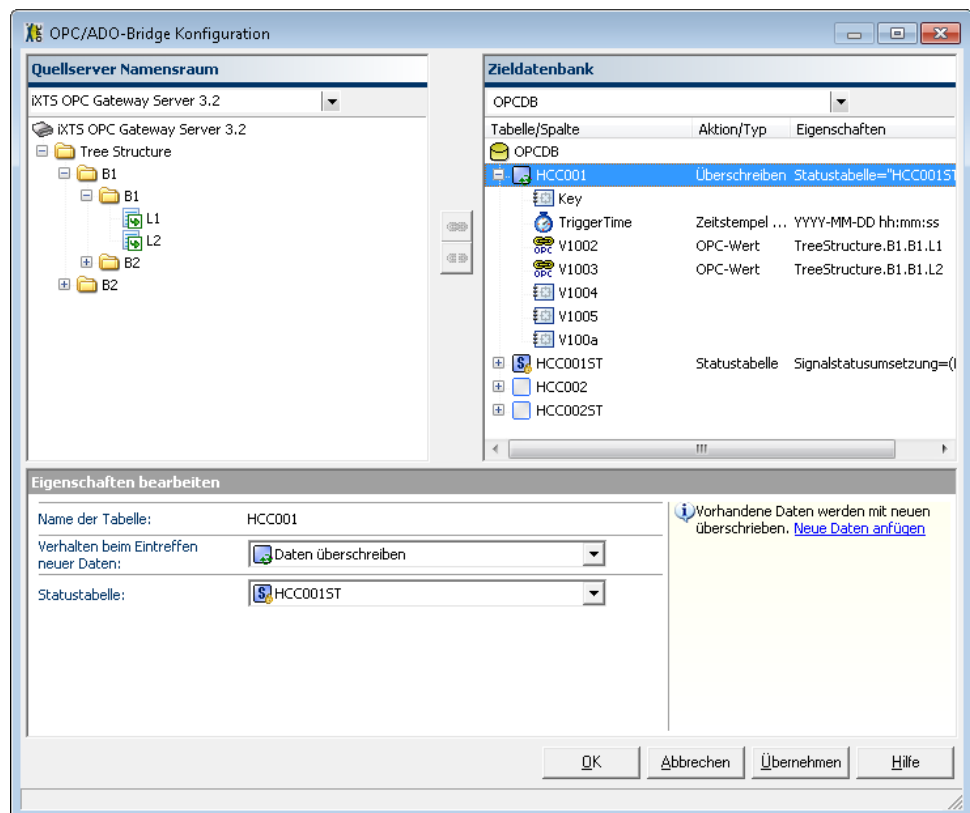 OPC/ADO-Bridge Konfiguration
Quellserver Namensraum
iXTS OPC Gateway Server 3.2
iXTS OPC Gateway Server 3.2
Tree Structure
B1
B1
L1
L2
B2
B2
Zieldatenbank
OPCDB
Tabelle/Spalte Aktion/Typ Eigenschaften
OPCDB
HCC001 Überschreiben Statustabelle="HCC001ST
Key
TriggerTime Zeitstempel ... YYYY-MM-DD hh:mm:ss
OPC V1002 OPC-Wert TreeStructure.B1.B1.L1
OPC V1003 OPC-Wert TreeStructure.B1.B1.L2
V1004
V1005
V100a
S HCC001ST Statustabelle Signalstatusumsetzung=(
HCC002
HCC002ST
Eigenschaften bearbeiten
Name der Tabelle: HCC001
Verhalten beim Eintreffen
neuer Daten:
Daten überschreiben
Statustabelle: S HCC001ST
Vorhandene Daten werden mit neuen
überschrieben. Neue Daten anfügen
OK Abbrechen Übernehmen Hilfe